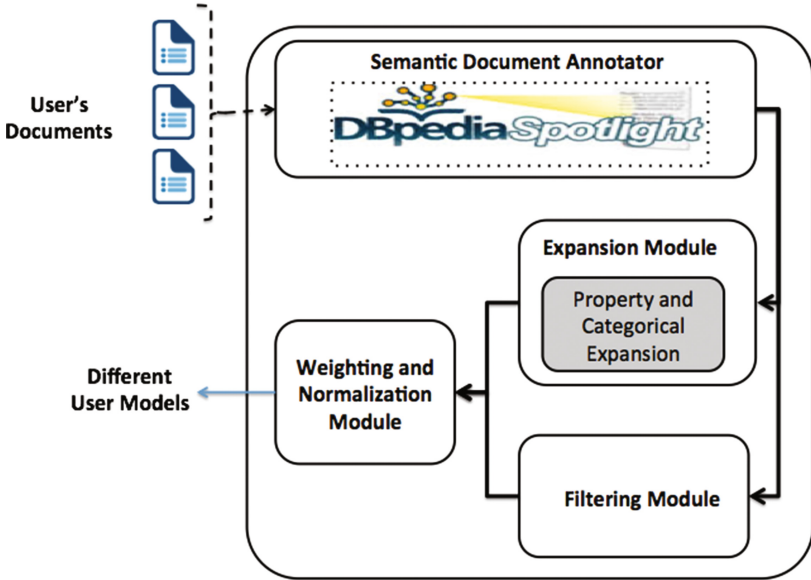 Semantic Document Annotator
DBpedia Spotlight
User's
Documents
Expansion Module
Property and
Categorical
Expansion
Weighting and
Normalization
Module
Different
User Models
Filtering Module